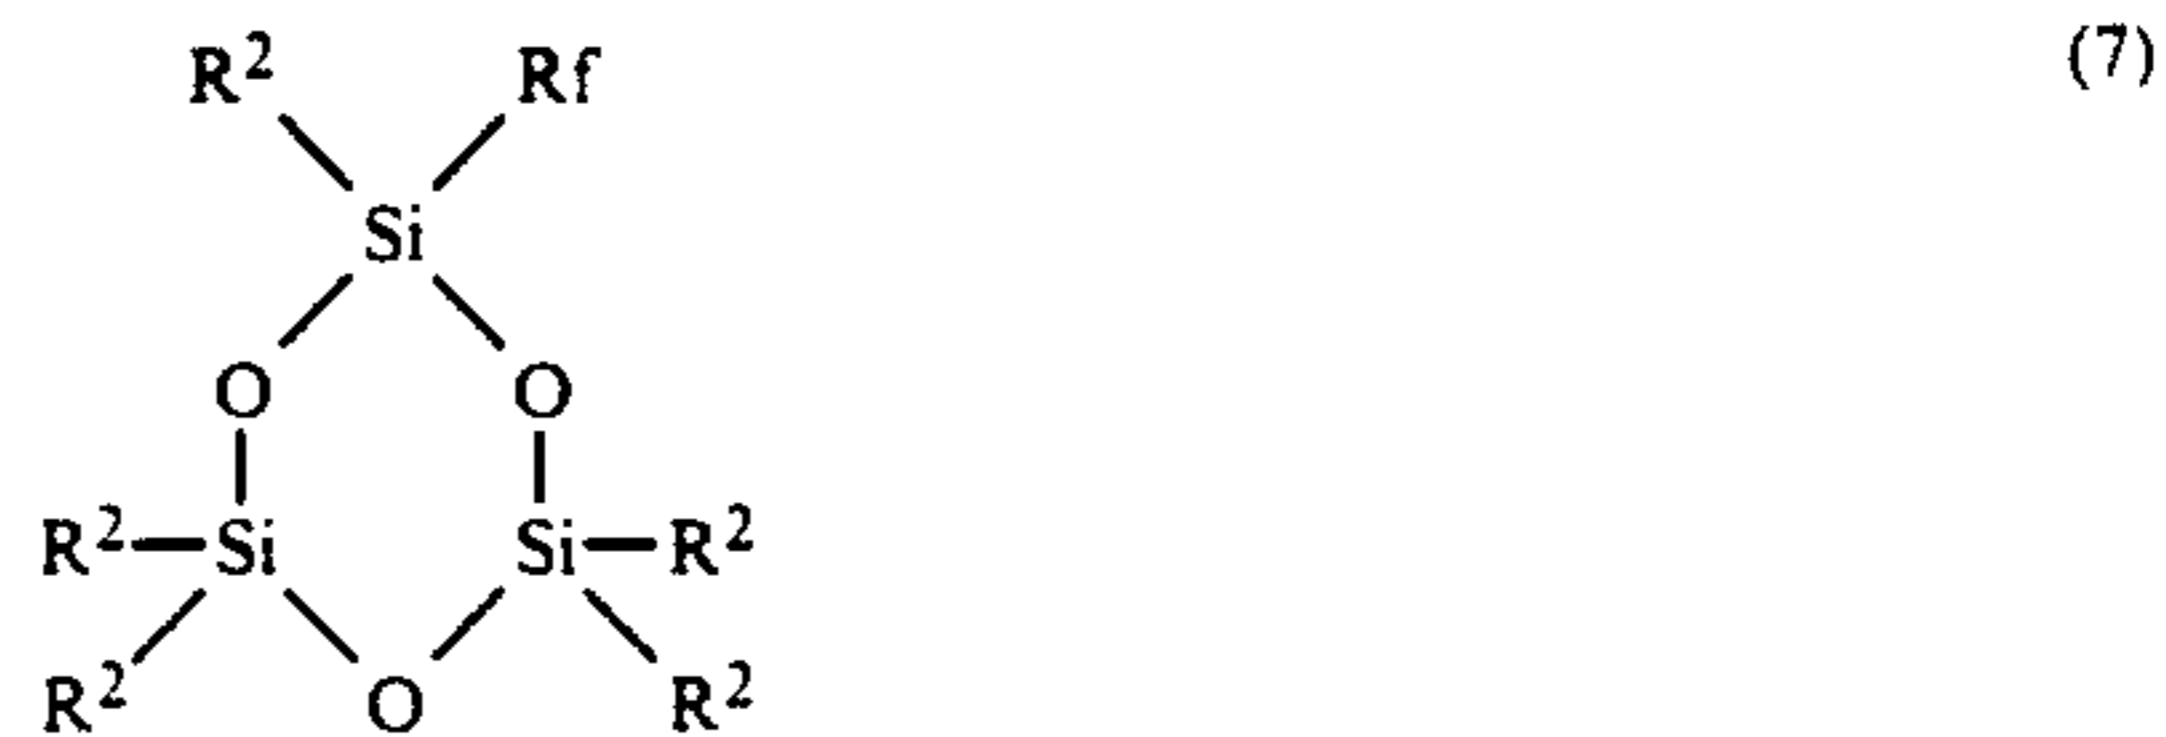 R² Rf (7)
Si
O O
R² Si Si R²
R² O R²